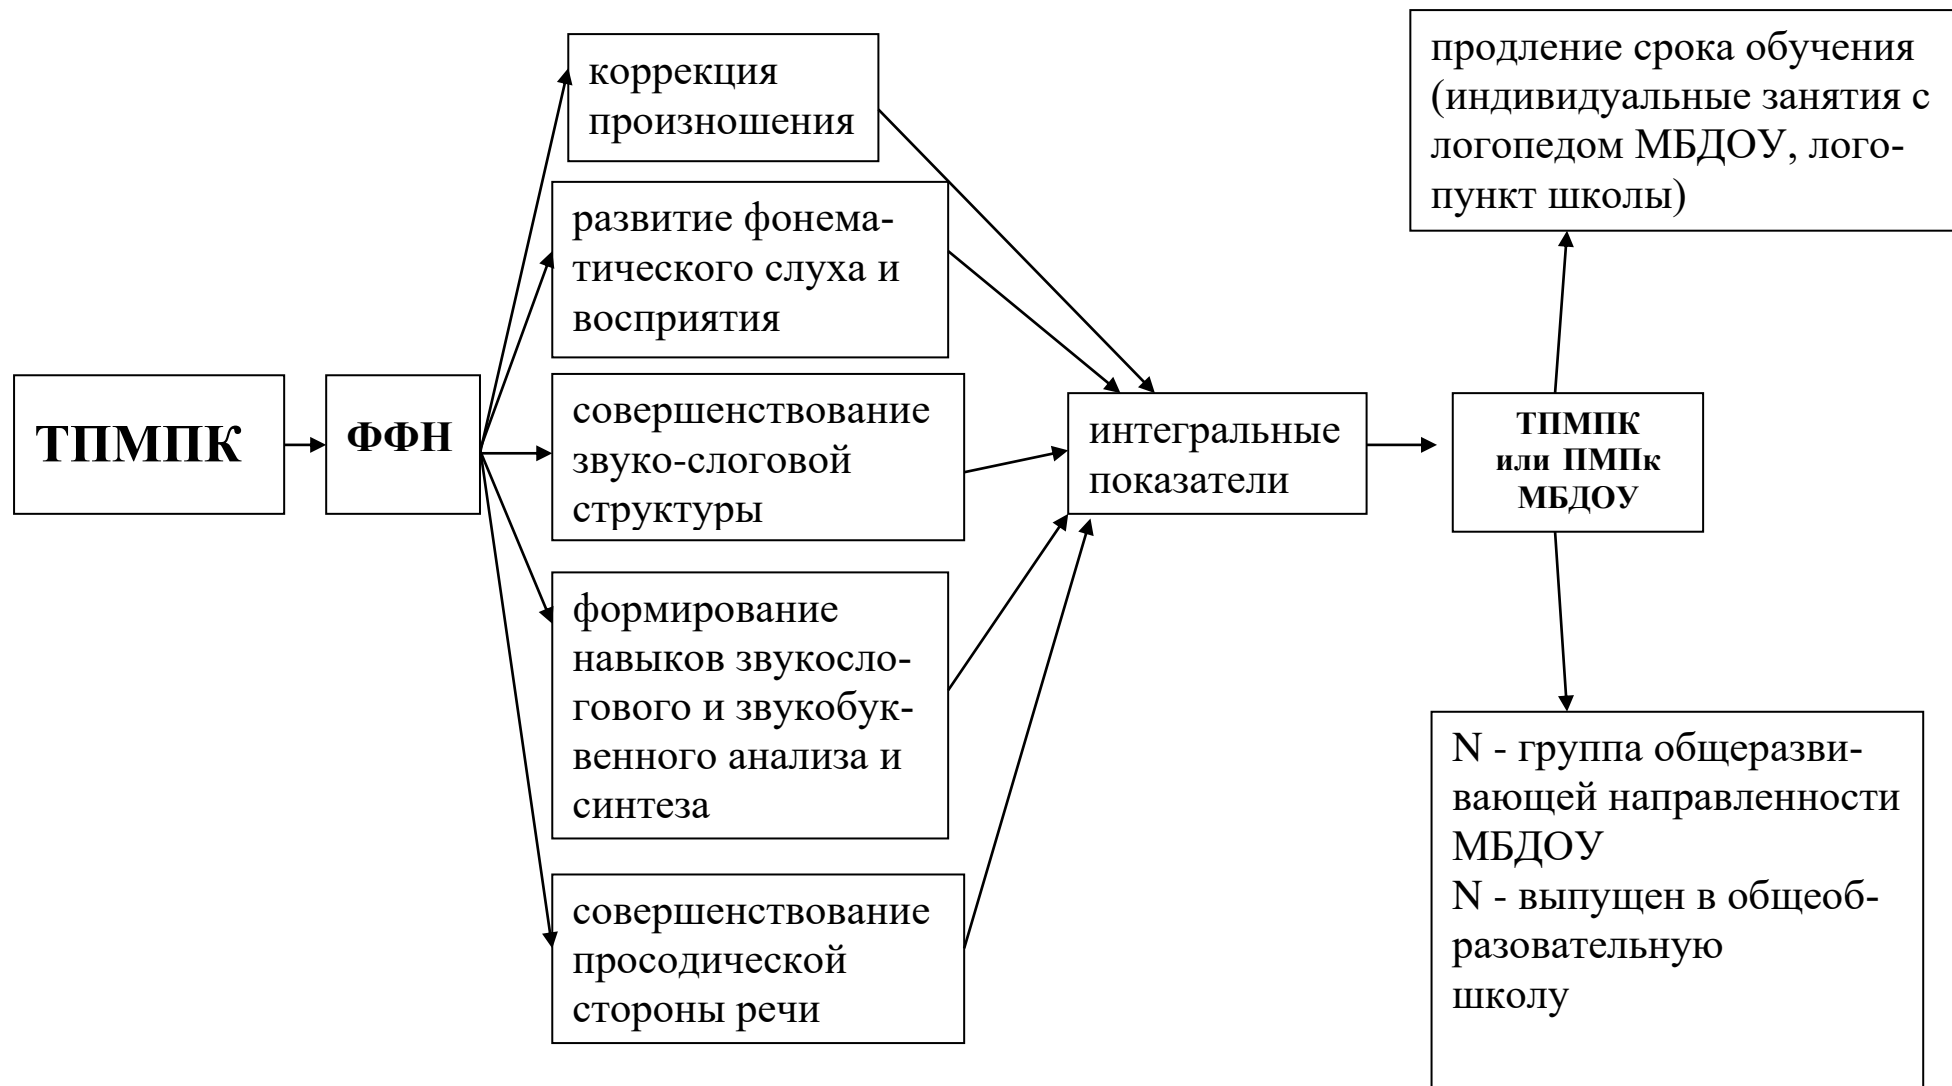 ТПМПК
ФФН
коррекция
произношения
развитие фонема-
тического слуха и
восприятия
совершенствование
звуко-слоговой
структуры
формирование
навыков звукосло-
гового и звукобук-
венного анализа и
синтеза
совершенствование
просодической
стороны речи
интегральные
показатели
ТПМПК
или ПМПк
МБДОУ
продление срока обучения
(индивидуальные занятия с
логопедом МБДОУ, лого-
пункт школы)
N - группа общеразви-
вающей направленности
МБДОУ
N - выпущен в общеоб-
разовательную
школу